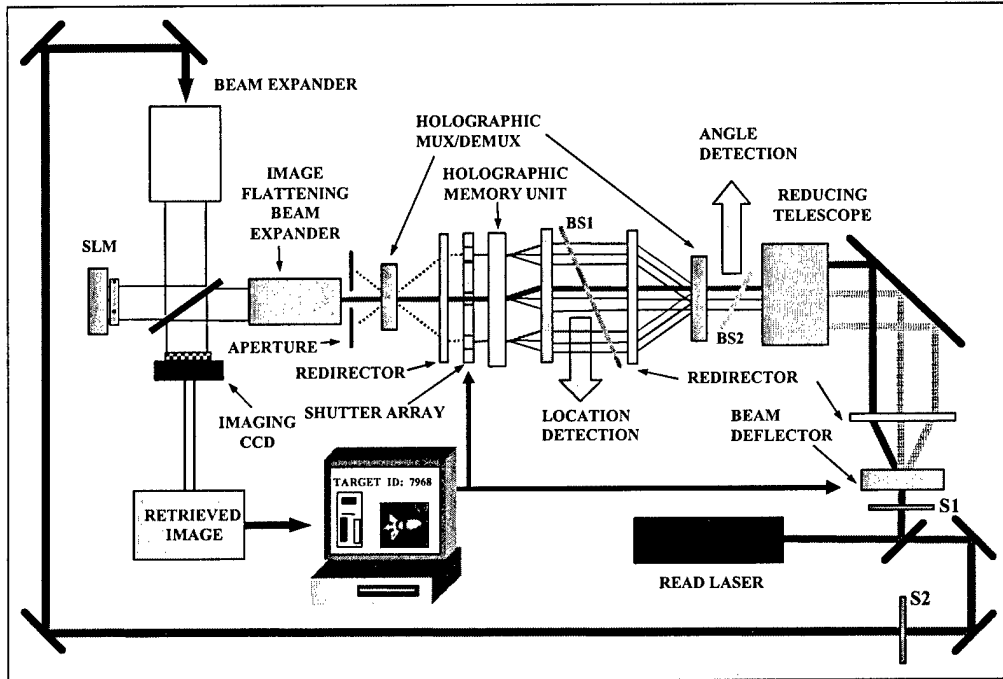 BEAM EXPANDER
HOLOGRAPHIC
MUX/DEMUX
ANGLE
DETECTION
IMAGE
FLATTENING
BEAM
EXPANDER
HOLOGRAPHIC
MEMORY UNIT
REDUCING
TELESCOPE
SLM
BS1
BS2
APERTURE
REDIRECTOR
SHUTTER ARRAY
IMAGING
CCD
LOCATION
DETECTION
REDIRECTOR
BEAM
DEFLECTOR
TARGET ID: 7968
S1
RETRIEVED
IMAGE
READ LASER
S2